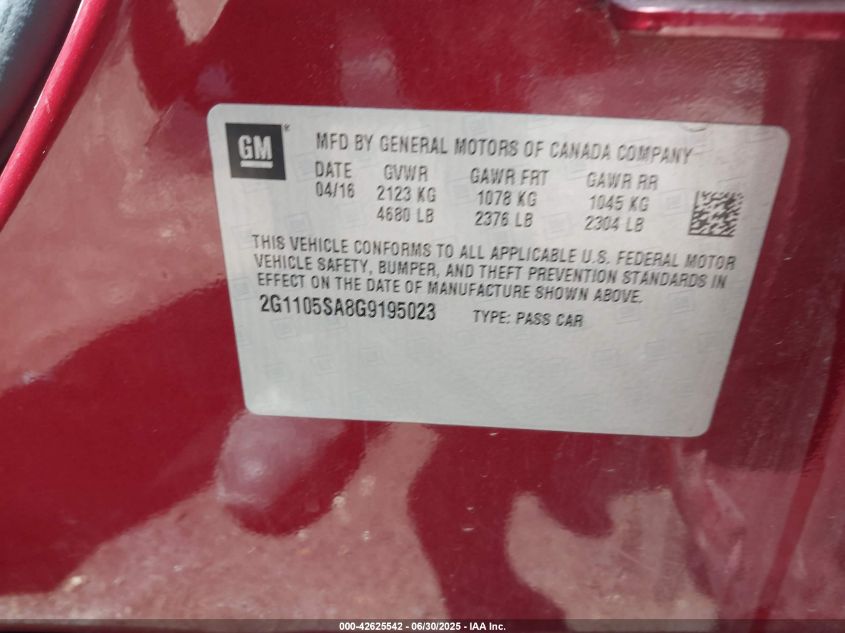 GM
MFD BY GENERAL MOTORS OF CANADA COMPANY
DATE GVWR GAWR FRT GAWR RR
04/16 2123 KG 1078 KG 1045 KG
4680 LB 2376 LB 2304 LB
THIS VEHICLE CONFORMS TO ALL APPLICABLE U.S. FEDERAL MOTOR
VEHICLE SAFETY, BUMPER, AND THEFT PREVENTION STANDARDS IN
EFFECT ON THE DATE OF MANUFACTURE SHOWN ABOVE.
2G1105SA8G9195023 TYPE: PASS CAR
000-42625542 - 06/30/2025 - IAA Inc.